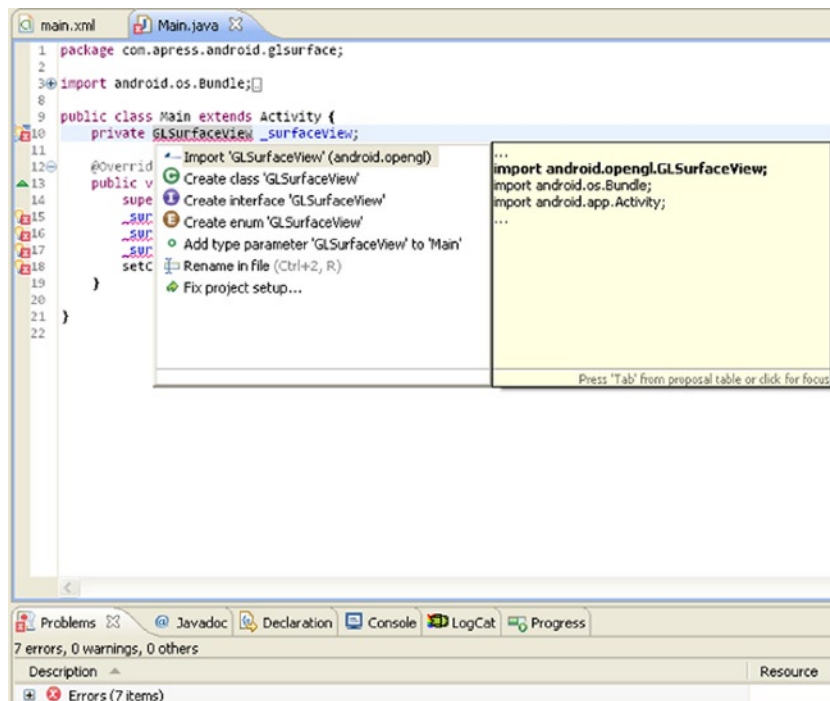 main.xml Main.java
1 package com.apress.android.glsurface;
2
3 import android.os.Bundle;
8
9 public class Main extends Activity {
10 private GLSurfaceView _surfaceView;
11
12 @Overrid
13 public v
14 supe
15 _sur
16 _sur
17 _sur
18 setC
19 }
20
21 }
22
Import 'GLSurfaceView' (android.opengl)
Create class 'GLSurfaceView'
Create interface 'GLSurfaceView'
Create enum 'GLSurfaceView'
Add type parameter 'GLSurfaceView' to 'Main'
Rename in file (Ctrl+2, R)
Fix project setup...
...
import android.opengl.GLSurfaceView;
import android.os.Bundle;
import android.app.Activity;
...
Press 'Tab' from proposal table or click for focus
Problems @ Javadoc Declaration Console LogCat Progress
7 errors, 0 warnings, 0 others
Description Resource
Errors (7 items)